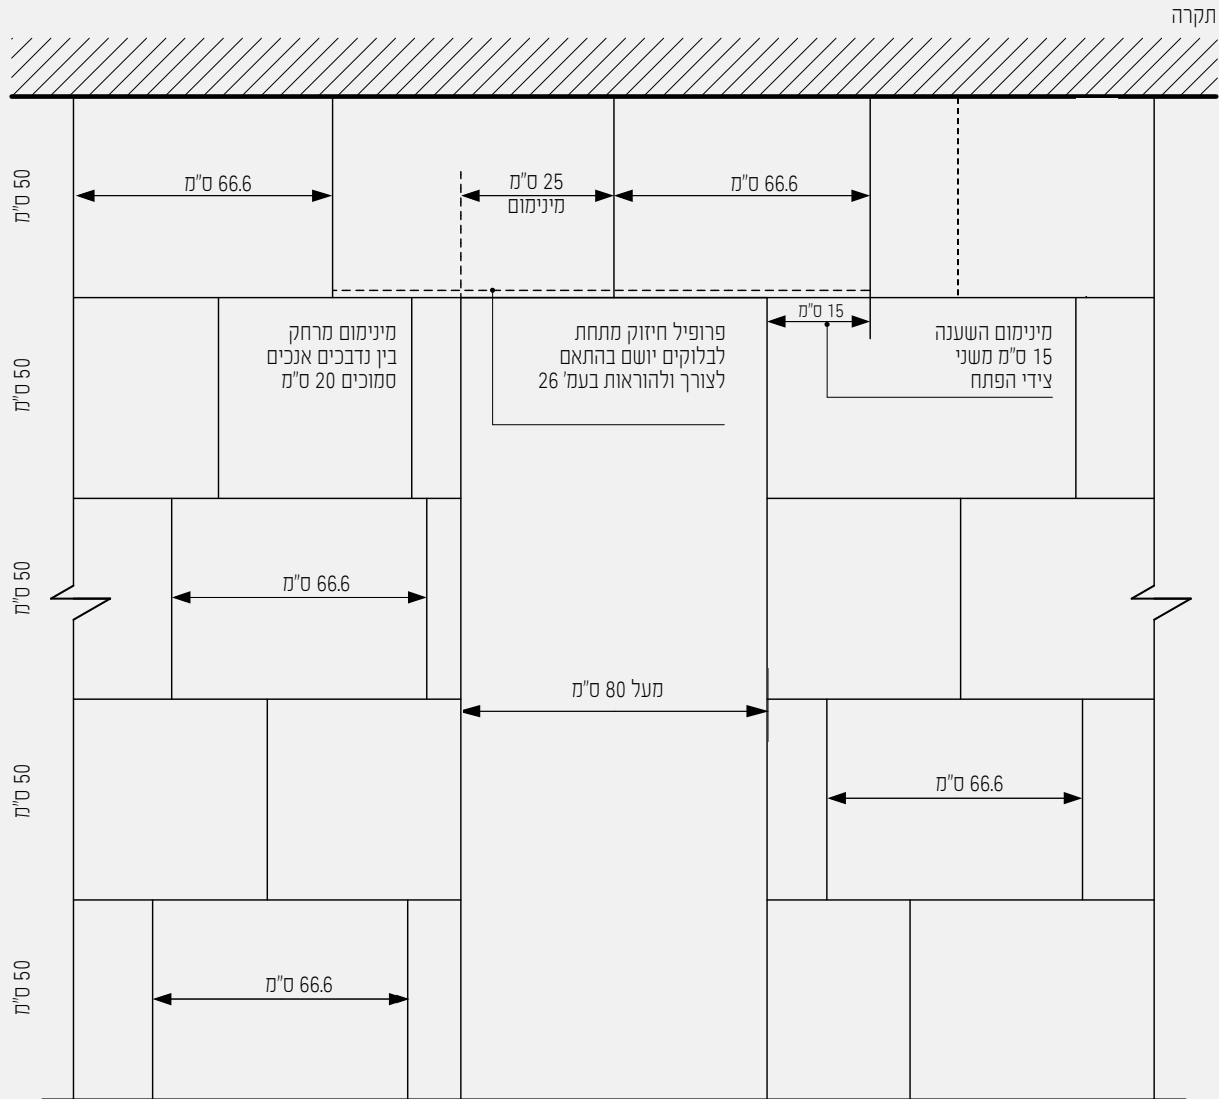 תקרה
50 ס"מ
66.6 ס"מ
25 ס"מ
מינימום
66.6 ס"מ
50 ס"מ
15 ס"מ
מינימום השענה
15 ס"מ משני
צידי הפתח
פרופיל חיזוק מתחת
לבלוקים יושם בהתאם
לצורך ולהוראות בעמ' 26
מינימום מרחק
בין נדבכים אנכים
סמוכים 20 ס"מ
50 ס"מ
66.6 ס"מ
מעל 80 ס"מ
50 ס"מ
66.6 ס"מ
50 ס"מ
66.6 ס"מ